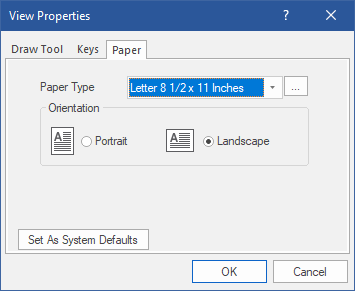 View Properties ?
Draw Tool Keys Paper
Paper Type Letter 8 1/2 x 11 Inches ...
Orientation
A Portrait A Landscape
Set As System Defaults
OK Cancel